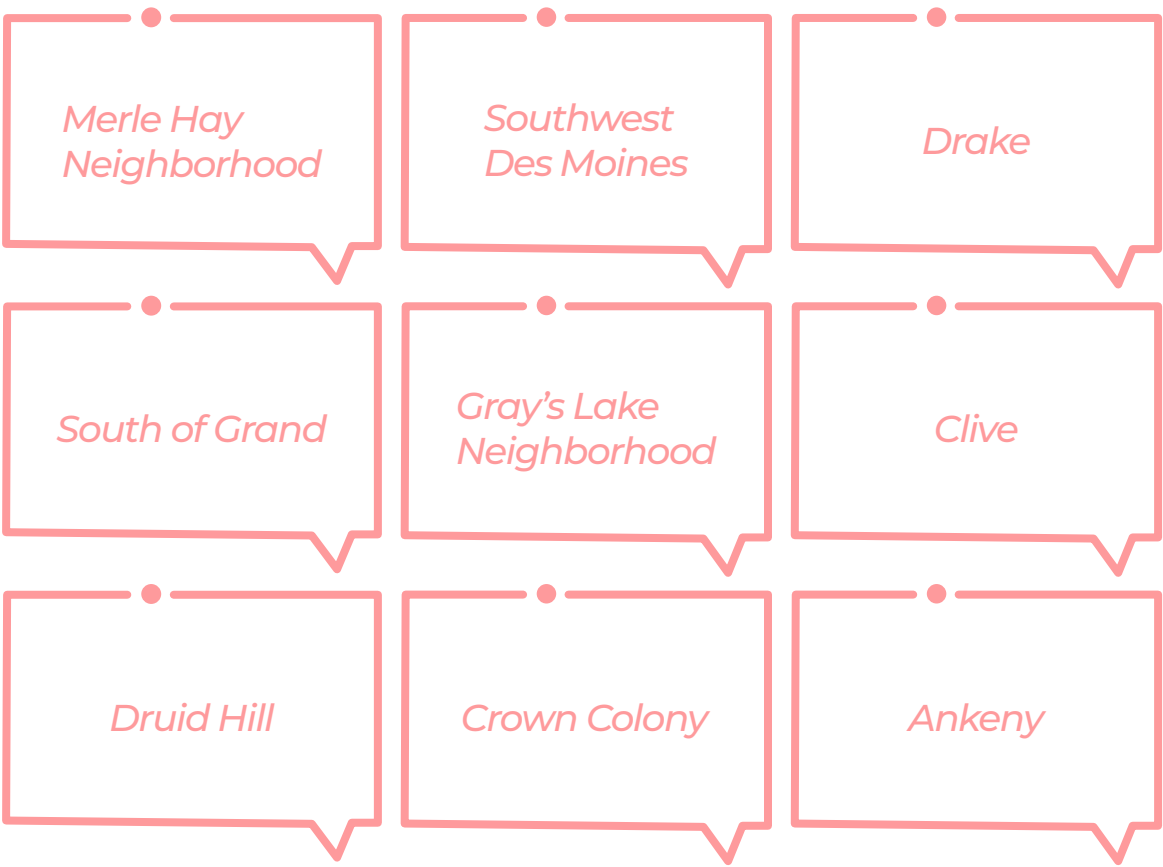 Merle Hay
Neighborhood
Southwest
Des Moines
Drake
South of Grand
Gray’s Lake
Neighborhood
Clive
Druid Hill
Crown Colony
Ankeny